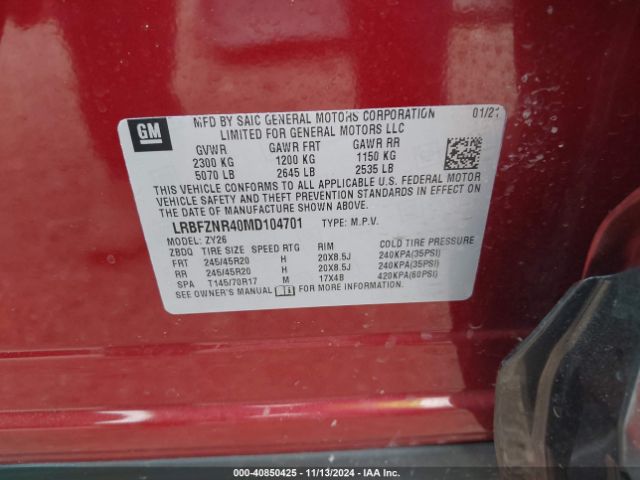 GM
MFD BY SAIC GENERAL MOTORS CORPORATION 01/21
LIMITED FOR GENERAL MOTORS LLC
GVWR GAWR FRT GAWR RR
2300 KG 1200 KG 1150 KG
5070 LB 2645 LB 2535 LB
THIS VEHICLE CONFORMS TO ALL APPLICABLE U.S. FEDERAL MOTOR
VEHICLE SAFETY AND THEFT PREVENTION STANDARDS IN EFFECT ON THE
DATE OF MANUFACTURE SHOWN ABOVE.
LRBFZNR40MD104701 TYPE: M.P.V.
MODEL: ZY26
ZBDQ TIRE SIZE SPEED RTG RIM COLD TIRE PRESSURE
FRT 245/45R20 H 20X8.5J 240KPA(35PSI)
RR 245/45R20 H 20X8.5J 240KPA(35PSI)
SPA T145/70R17 M 17X4B 420KPA(60PSI)
SEE OWNER'S MANUAL FOR MORE INFORMATION.
000-40850425 - 11/13/2024 - IAA Inc.